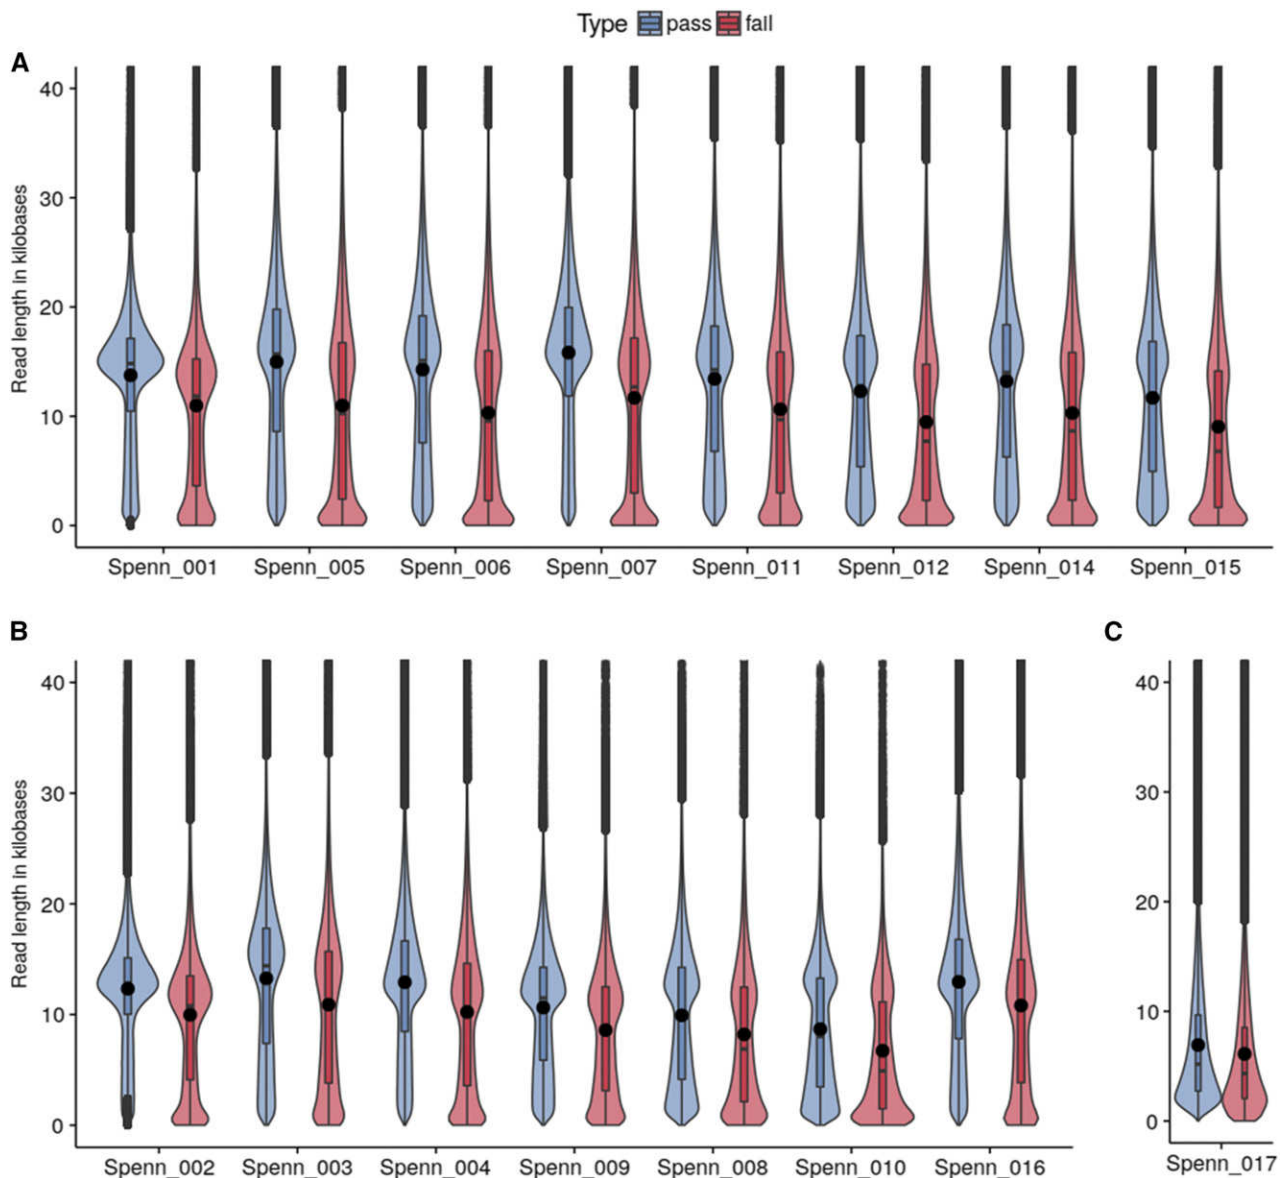 Type pass fall
A
40
30
20
10
0
Read length in kilobases
Spenn_001 Spenn_005 Spenn_006 Spenn_007 Spenn_011 Spenn_012 Spenn_014 Spenn_015
B
40
30
20
10
0
Read length in kilobases
Spenn_002 Spenn_003 Spenn_004 Spenn_009 Spenn_008 Spenn_010 Spenn_016
C
40
30
20
10
0
Spenn_017